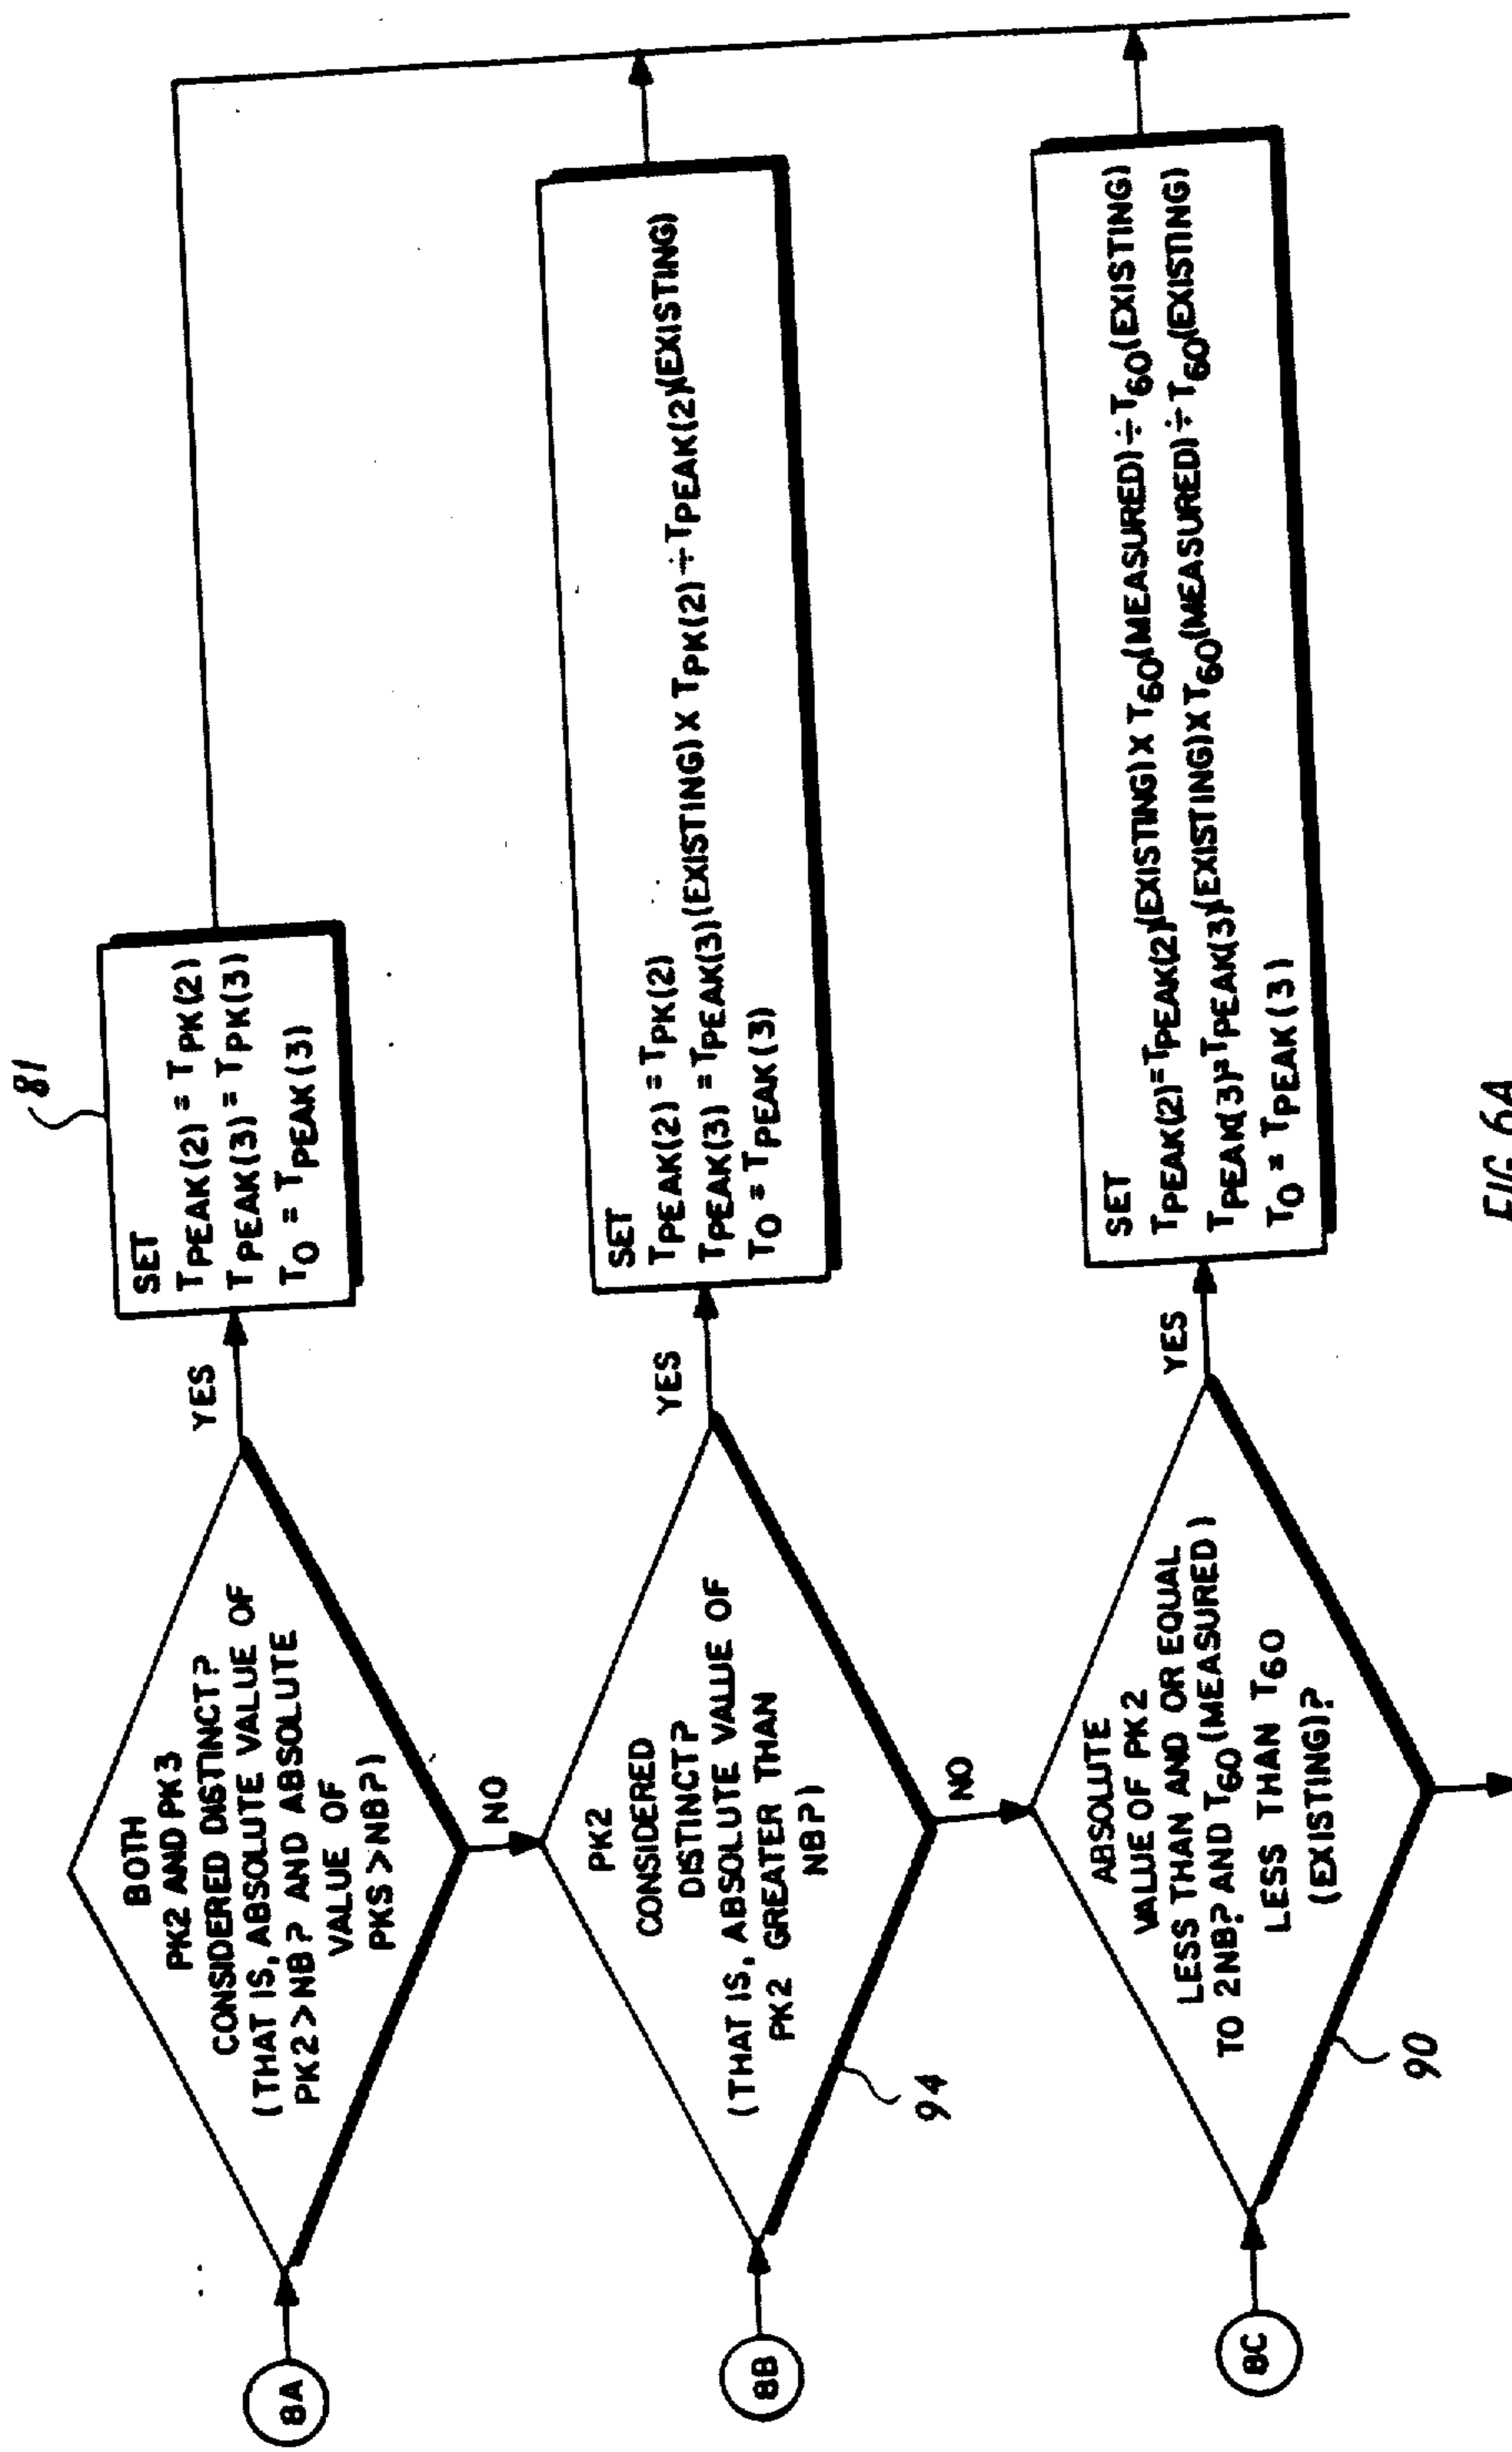 8A
BOTH
PK2 AND PK3
CONSIDERED DISTINCT?
(THAT IS, ABSOLUTE VALUE OF
PK2>NB? AND ABSOLUTE
VALUE OF
PKS>NB?)
YES
NO
81
SET
TPEAK(2) = TPK(2)
TPEAK(3) = TPK(3)
T0 = TPEAK(3)
8B
PK2
CONSIDERED
DISTINCT?
(THAT IS, ABSOLUTE VALUE OF
PK2 GREATER THAN
NB?)
94
YES
NO
SET
TPEAK(2) = TPK(2)
TPEAK(3) = TPEAK(3)(EXISTING) X TPK(2)÷TPEAK(2)(EXISTING)
T0 = TPEAK(3)
8C
ABSOLUTE
VALUE OF PK2
LESS THAN AND OR EQUAL
TO 2NB? AND T60(MEASURED)
LESS THAN T60
(EXISTING)?
90
YES
SET
TPEAK(2)=TPEAK(2)(EXISTING) X T60(MEASURED)÷T60(EXISTING)
TPEAK(3)=TPEAK(3)(EXISTING) X T60(MEASURED)÷T60(EXISTING)
T0 = TPEAK(3)
FIG. 6A